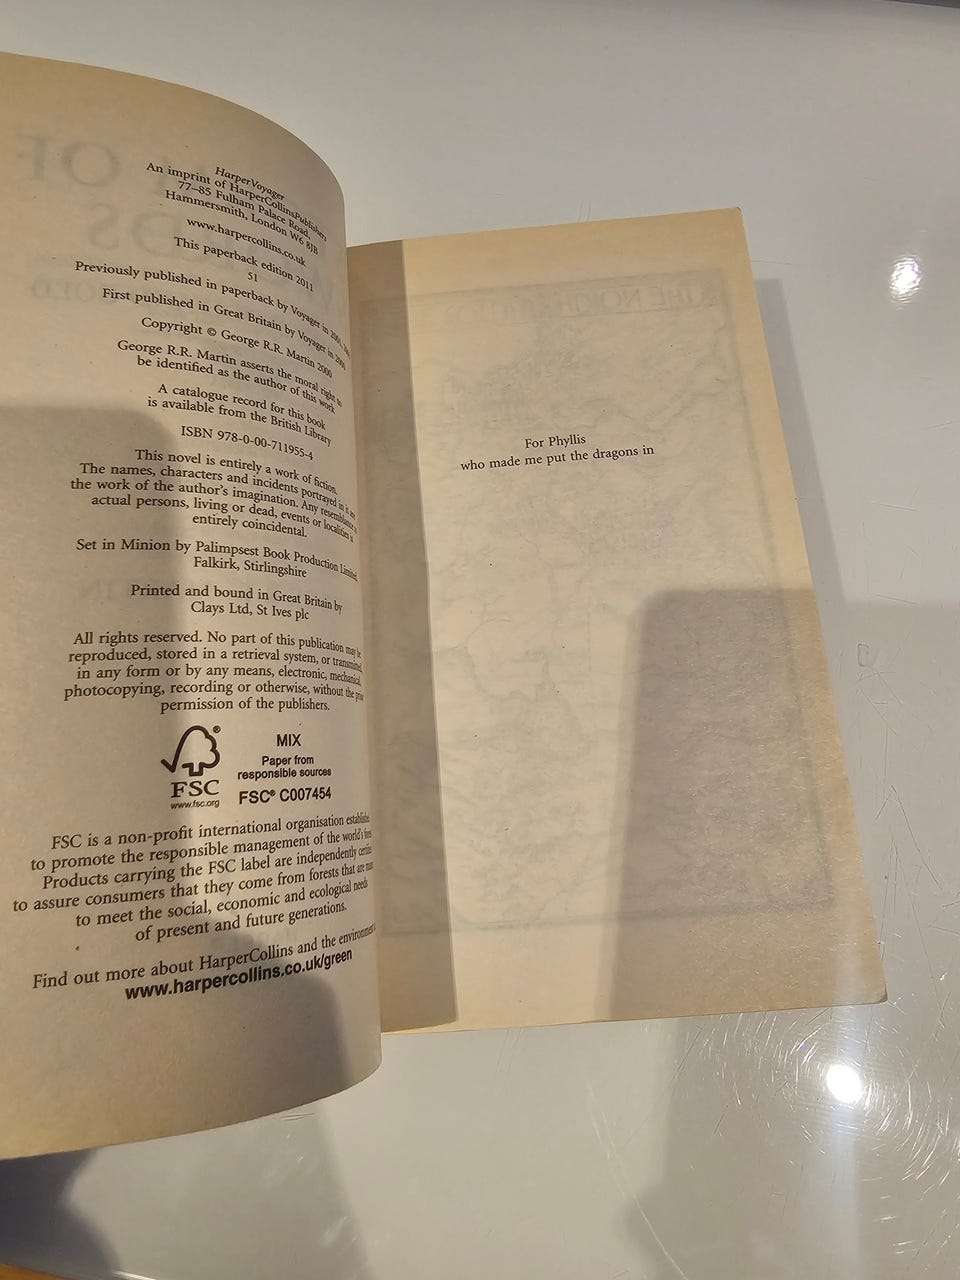 HarperVoyager
An imprint of HarperCollinsPublishers
77–85 Fulham Palace Road,
Hammersmith, London W6 8JB
www.harpercollins.co.uk
This paperback edition 2011
51
Previously published in paperback by Voyager in 2001,
First published in Great Britain by Voyager in 2000
Copyright © George R.R. Martin 2000
George R.R. Martin asserts the moral right to
be identified as the author of this work
A catalogue record for this book
is available from the British Library
ISBN 978-0-00-711955-4
This novel is entirely a work of fiction.
The names, characters and incidents portrayed in it are
the work of the author's imagination. Any resemblance to
actual persons, living or dead, events or localities is
entirely coincidental.
Set in Minion by Palimpsest Book Production Limited,
Falkirk, Stirlingshire
Printed and bound in Great Britain by
Clays Ltd, St Ives plc
All rights reserved. No part of this publication may be
reproduced, stored in a retrieval system, or transmitted,
in any form or by any means, electronic, mechanical,
photocopying, recording or otherwise, without the prior
permission of the publishers.
FSC
www.fsc.org
MIX
Paper from
responsible sources
FSC® C007454
FSC is a non-profit international organisation established
to promote the responsible management of the world's forests.
Products carrying the FSC label are independently certified
to assure consumers that they come from forests that are managed
to meet the social, economic and ecological needs
of present and future generations.
Find out more about HarperCollins and the environment at
www.harpercollins.co.uk/green
For Phyllis
who made me put the dragons in